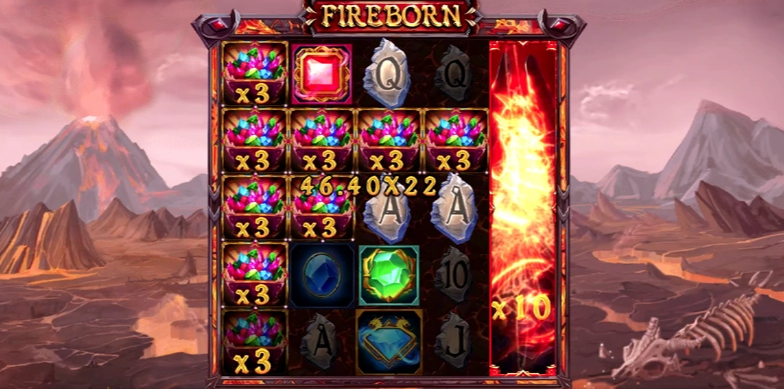 FIREBORN
x3 Q Q
x3 x3 x3 x3
46.40X22
x3 x3 A A
x3 10
x10
x3 A J